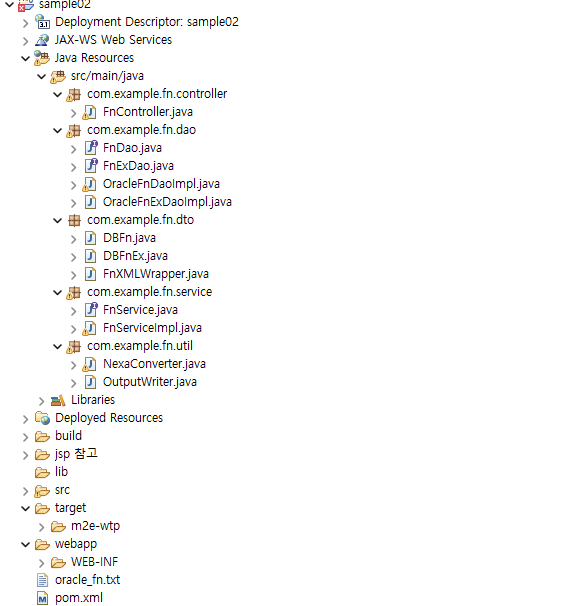 sample02
Deployment Descriptor: sample02
JAX-WS Web Services
Java Resources
src/main/java
com.example.fn.controller
FnController.java
com.example.fn.dao
FnDao.java
FnExDao.java
OracleFnDaoImpl.java
OracleFnExDaoImpl.java
com.example.fn.dto
DBFn.java
DBFnEx.java
FnXMLWrapper.java
com.example.fn.service
FnService.java
FnServiceImpl.java
com.example.fn.util
NexaConverter.java
OutputWriter.java
Libraries
Deployed Resources
build
jsp 참고
lib
src
target
m2e-wtp
webapp
WEB-INF
oracle_fn.txt
pom.xml